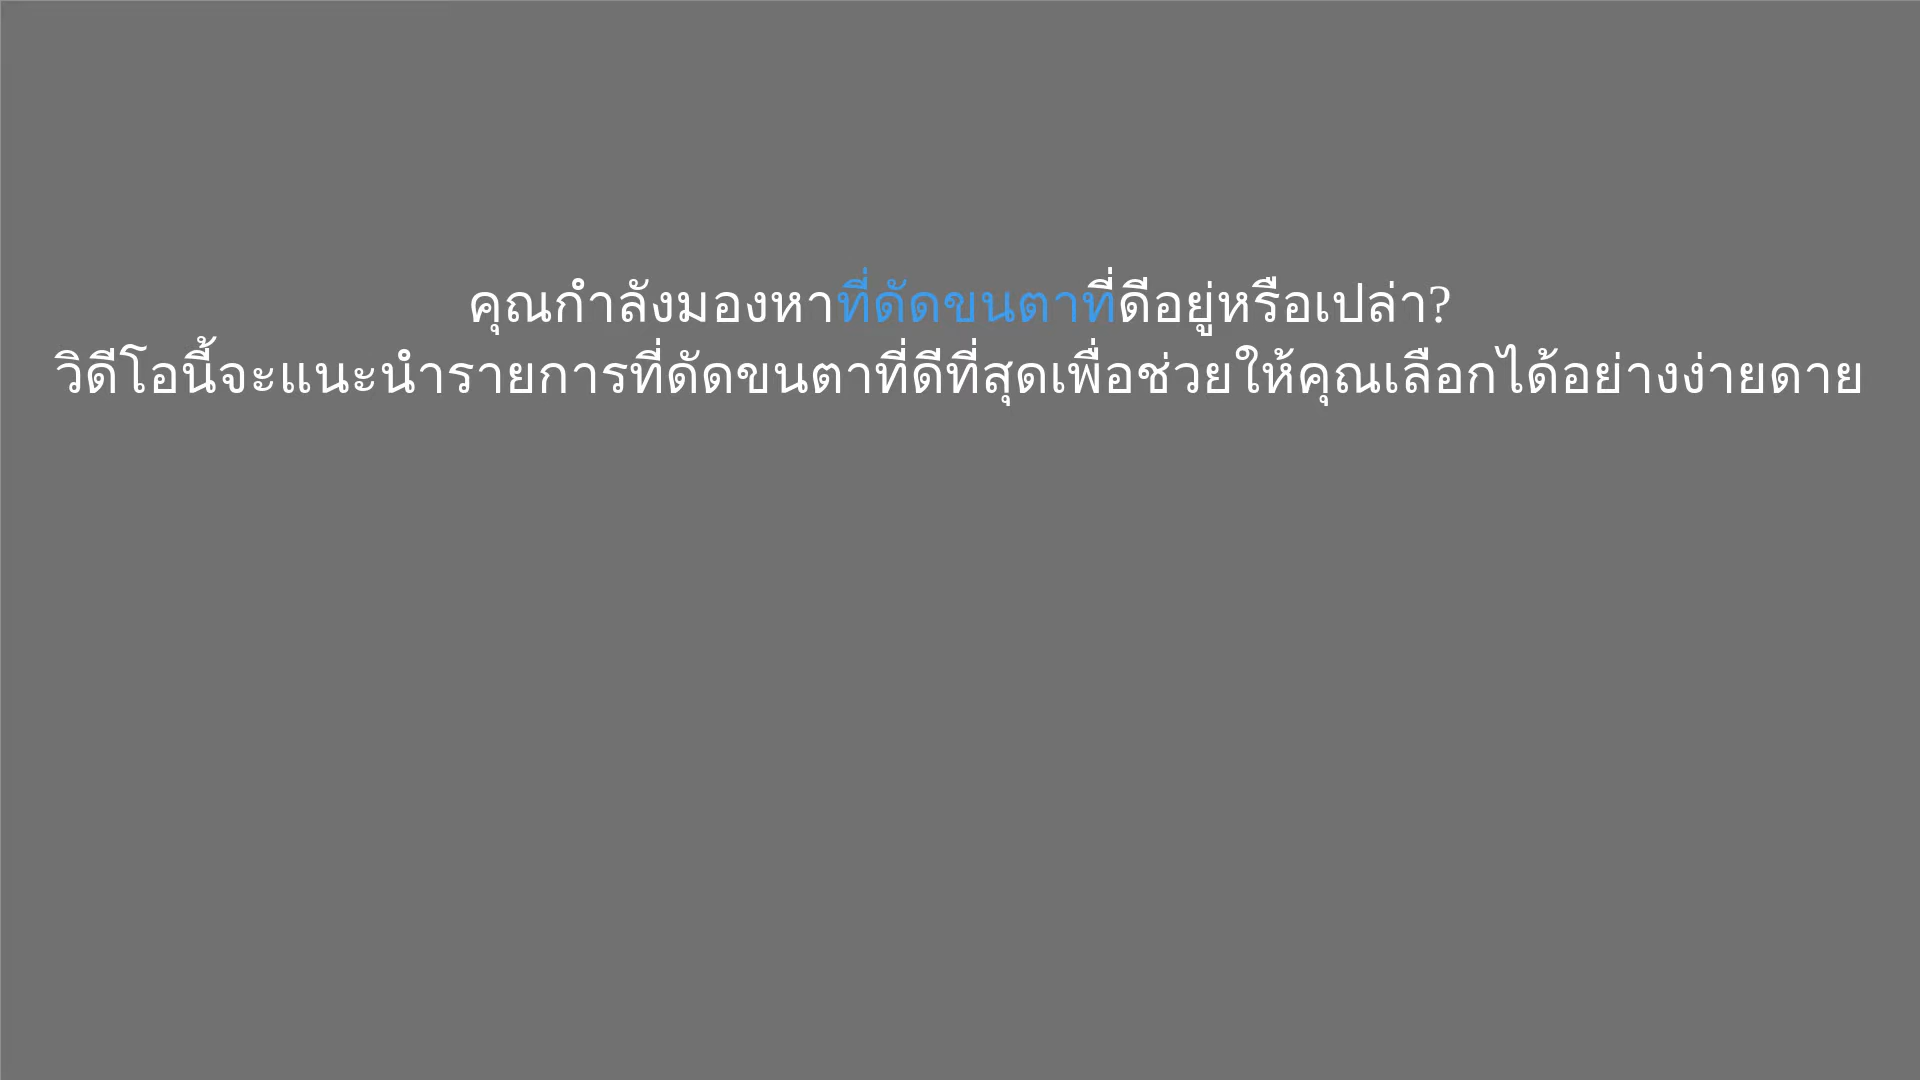 คุณกำลังมองหาที่ดัดขนตาที่ดีอยู่หรือเปล่า?
วิดีโอนี้จะแนะนำรายการที่ดัดขนตาที่ดีที่สุดเพื่อช่วยให้คุณเลือกได้อย่างง่ายดาย